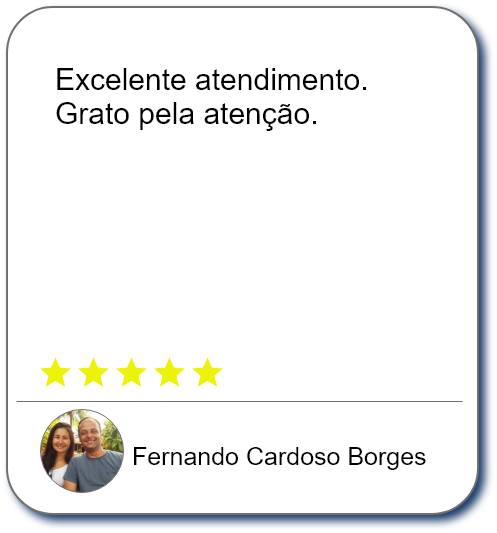 Excelente atendimento.
Grato pela atenção.
Fernando Cardoso Borges